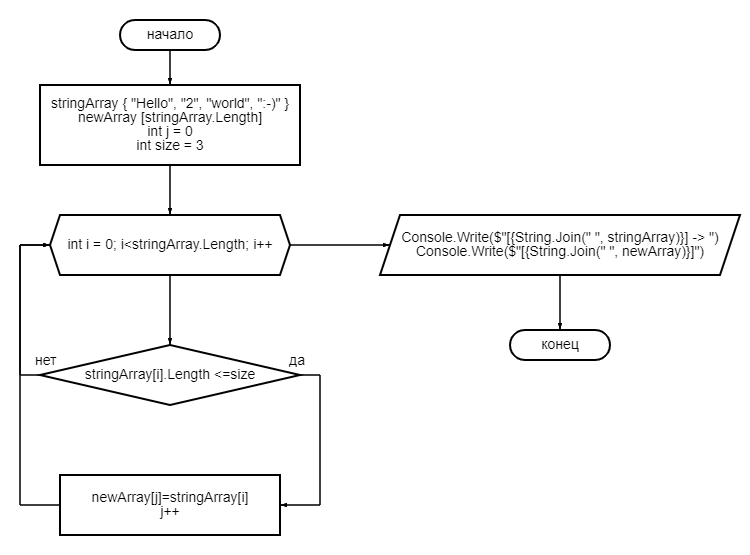 начало
stringArray { "Hello", "2", "world", ":-)" }
newArray [stringArray.Length]
int j = 0
int size = 3
int i = 0; i<stringArray.Length; i++
Console.Write($"[{String.Join(" ", stringArray)}] -> ")
Console.Write($"[{String.Join(" ", newArray)}]")
конец
нет
да
stringArray[i].Length <=size
newArray[j]=stringArray[i]
j++